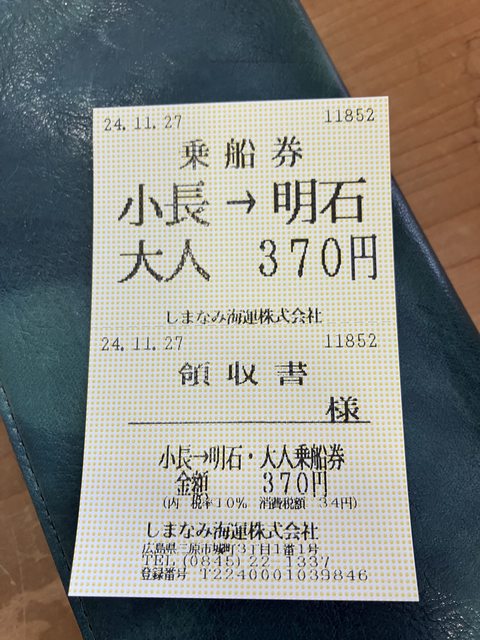 24.11.27 11852
乗船券
小長→明石
大人 370円
しまなみ海運株式会社
24.11.27 11852
領収書
様
小長→明石・大人乗船券
金額 370円
(内 税率10% 消費税額 34円)
しまなみ海運株式会社
広島県三原市城町3丁目1番1号
TEL (0845) 22 1337
登録番号 T2240001039846